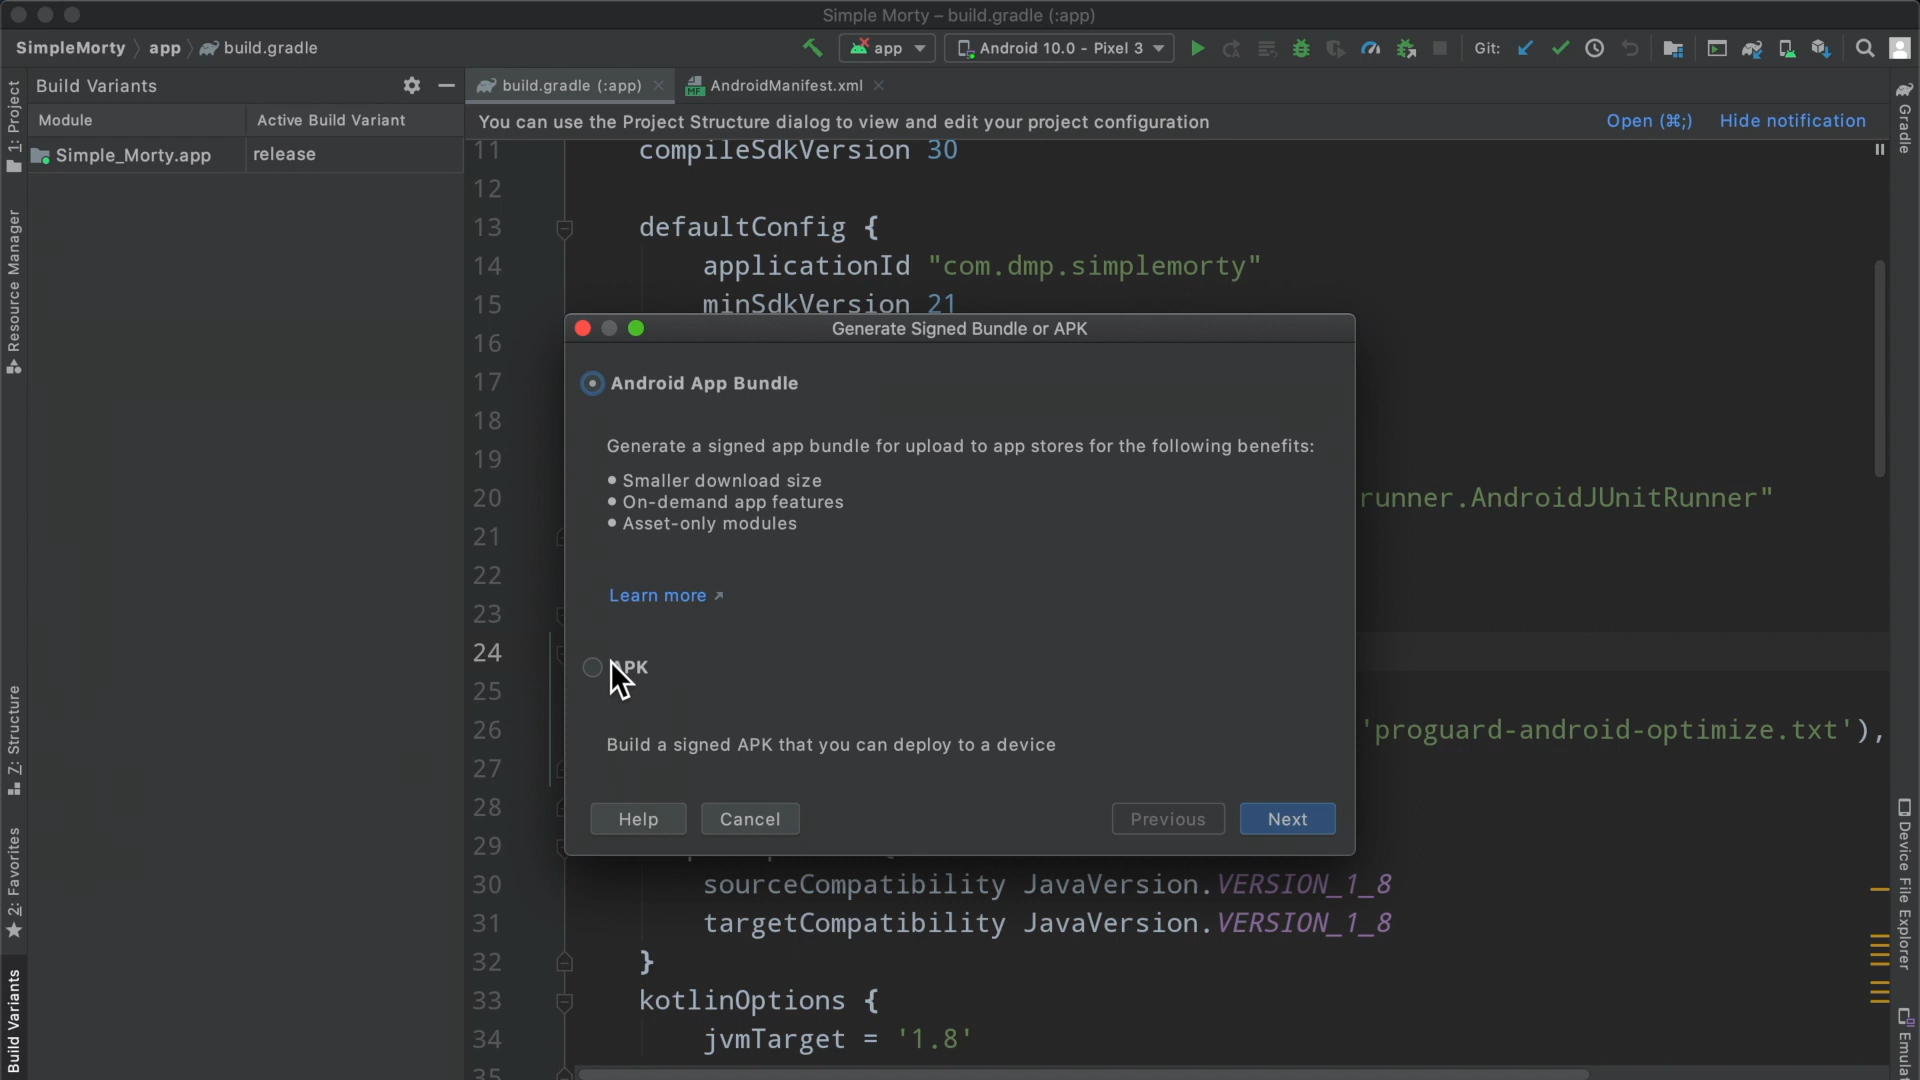 Simple Morty – build.gradle (:app)
SimpleMorty
app
build.gradle
app
Android 10.0 - Pixel 3
Git:
Build Variants
build.gradle (:app)
AndroidManifest.xml
Module
Active Build Variant
Simple_Morty.app
release
You can use the Project Structure dialog to view and edit your project configuration
Open (⌘;)
Hide notification
1: Project
Resource Manager
Z: Structure
2: Favorites
Build Variants
Gradle
Device File Explorer
Emulat
11 compileSdkVersion 30
12
13 defaultConfig {
14 applicationId "com.dmp.simplemorty"
15 minSdkVersion 21
16
17
18
19
20 runner.AndroidJUnitRunner"
21
22
23
24
25
26 'proguard-android-optimize.txt'),
27
28
29
30 sourceCompatibility JavaVersion.VERSION_1_8
31 targetCompatibility JavaVersion.VERSION_1_8
32 }
33 kotlinOptions {
34 jvmTarget = '1.8'
35
Generate Signed Bundle or APK
Android App Bundle
Generate a signed app bundle for upload to app stores for the following benefits:
• Smaller download size
• On-demand app features
• Asset-only modules
Learn more ↗
APK
Build a signed APK that you can deploy to a device
Help
Cancel
Previous
Next